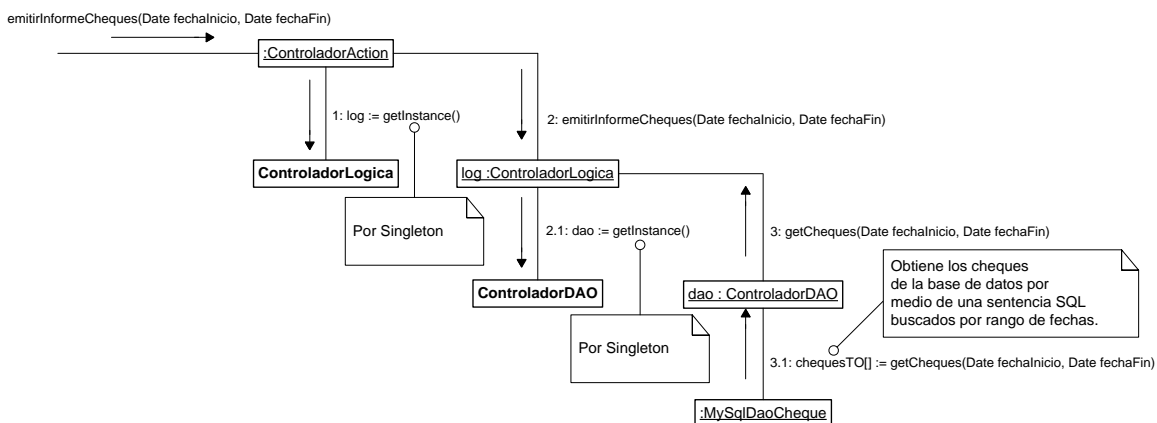 emitirInformeCheques(Date fechaInicio, Date fechaFin)
:ControladorAction
1: log := getInstance()
2: emitirInformeCheques(Date fechaInicio, Date fechaFin)
ControladorLogica
log :ControladorLogica
Por Singleton
2.1: dao := getInstance()
3: getCheques(Date fechaInicio, Date fechaFin)
Obtiene los cheques
de la base de datos por
medio de una sentencia SQL
buscados por rango de fechas.
ControladorDAO
dao : ControladorDAO
Por Singleton
3.1: chequesTO[] := getCheques(Date fechaInicio, Date fechaFin)
:MySqlDaoCheque